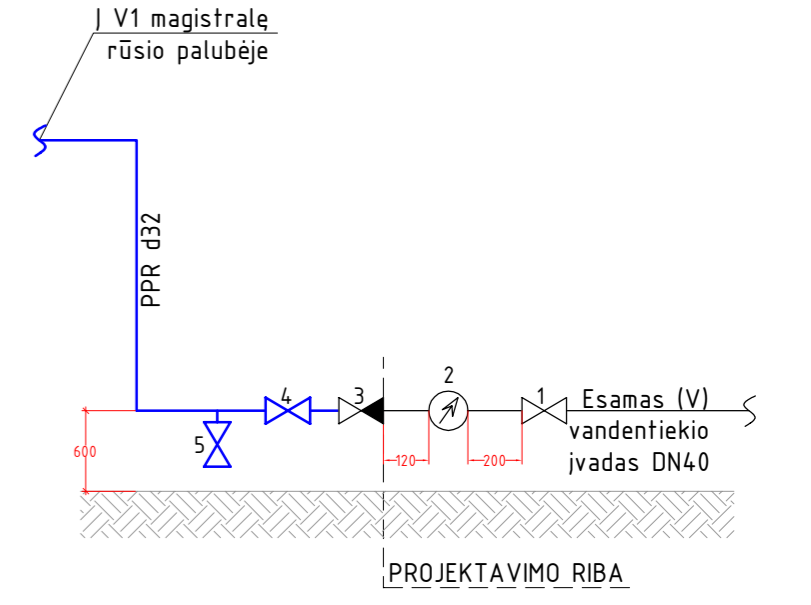 Į V1 magistralę
rūsio palubėje
PPR d32
600
5
4
3
2
1
120
200
Esamas (V)
vandentiekio
įvadas DN40
PROJEKTAVIMO RIBA